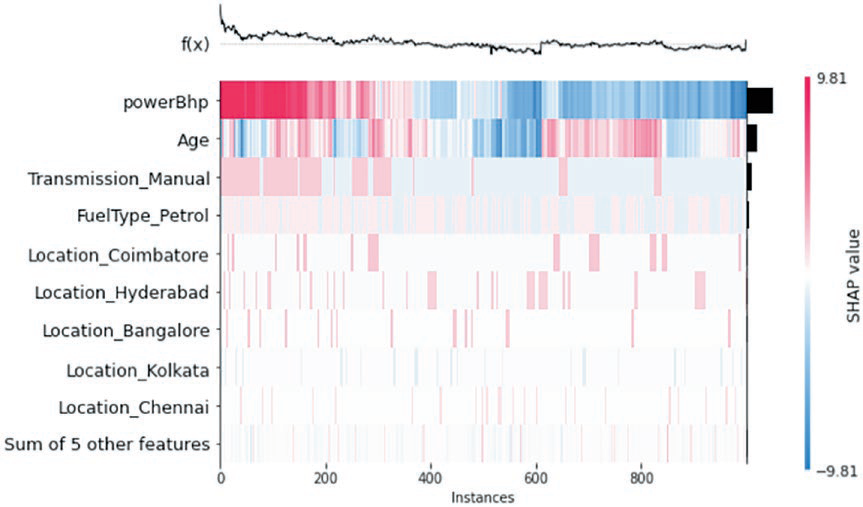 f(x)
powerBhp
Age
Transmission_Manual
FuelType_Petrol
Location_Coimbatore
Location_Hyderabad
Location_Bangalore
Location_Kolkata
Location_Chennai
Sum of 5 other features
0 200 400 600 800
Instances
9.81
SHAP value
−9.81